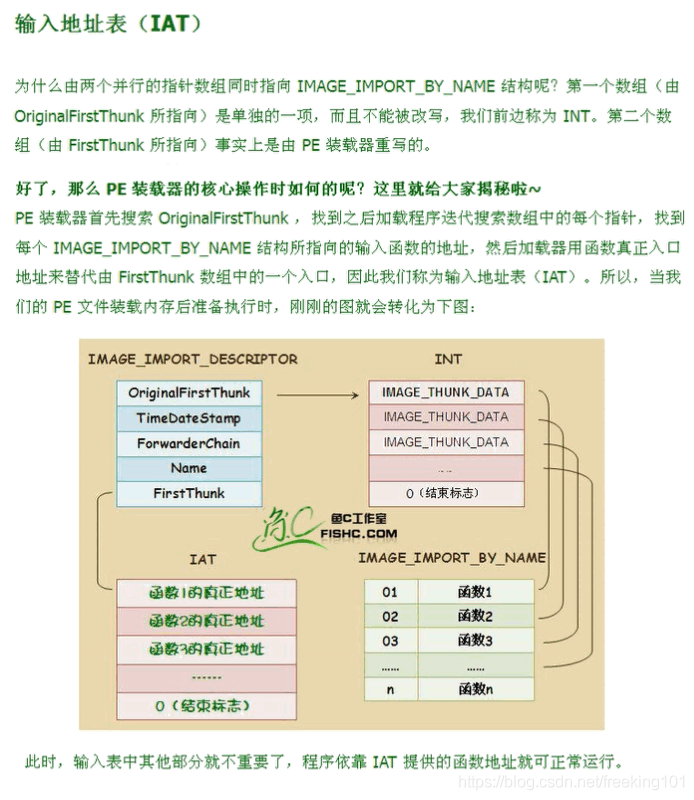 输入地址表（IAT）
为什么由两个并行的指针数组同时指向 IMAGE_IMPORT_BY_NAME 结构呢？第一个数组（由
OriginalFirstThunk 所指向）是单独的一项，而且不能被改写，我们前边称为 INT。第二个数
组（由 FirstThunk 所指向）事实上是由 PE 装载器重写的。
好了，那么 PE 装载器的核心操作时如何的呢？这里就给大家揭秘啦~
PE 装载器首先搜索 OriginalFirstThunk ，找到之后加载程序迭代搜索数组中的每个指针，找到
每个 IMAGE_IMPORT_BY_NAME 结构所指向的输入函数的地址，然后加载器用函数真正入口
地址来替代由 FirstThunk 数组中的一个入口，因此我们称为输入地址表（IAT）。所以，当我
们的 PE 文件装载内存后准备执行时，刚刚的图就会转化为下图：
IMAGE_IMPORT_DESCRIPTOR
OriginalFirstThunk
TimeDateStamp
ForwarderChain
Name
FirstThunk
INT
IMAGE_THUNK_DATA
IMAGE_THUNK_DATA
IMAGE_THUNK_DATA
……
0（结束标志）
鱼C
鱼C工作室
FISHC.COM
IAT
函数1的真正地址
函数2的真正地址
函数3的真正地址
······
0（结束标志）
IMAGE_IMPORT_BY_NAME
01 函数1
02 函数2
03 函数3
…… ……
n 函数n
此时，输入表中其他部分就不重要了，程序依靠 IAT 提供的函数地址就可正常运行。
https://blog.csdn.net/freeking101